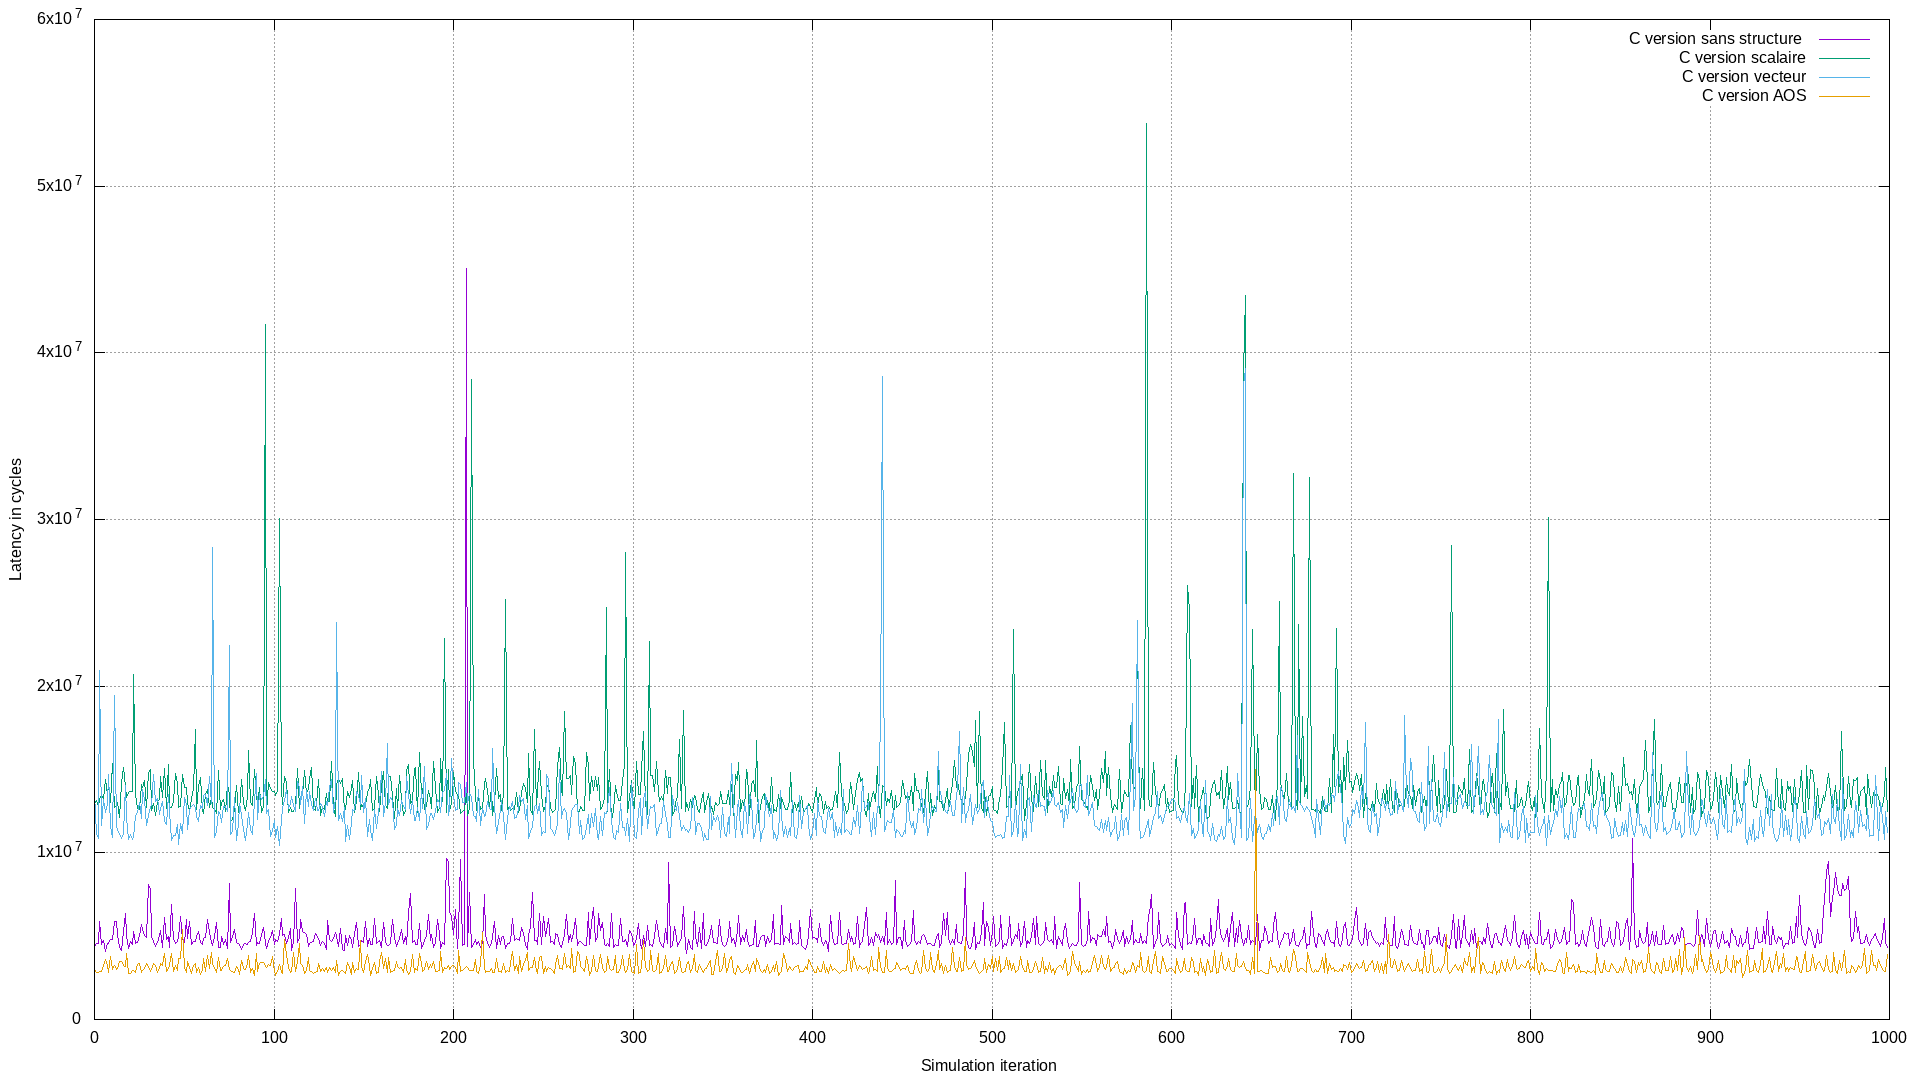 6x10 7
5x10 7
4x10 7
3x10 7
2x10 7
1x10 7
0
Latency in cycles
C version sans structure
C version scalaire
C version vecteur
C version AOS
0 100 200 300 400 500 600 700 800 900 1000
Simulation iteration